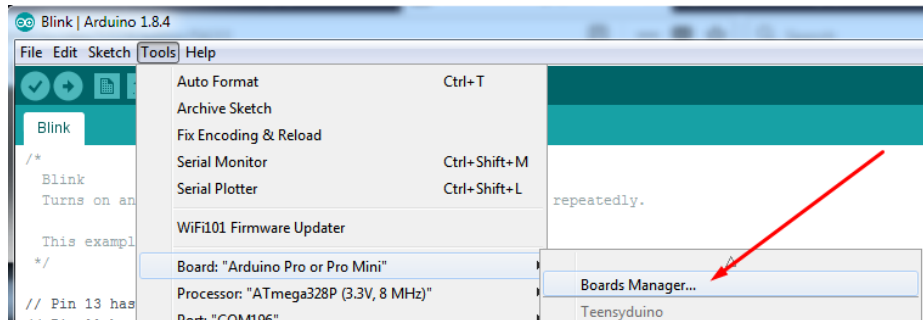 Blink | Arduino 1.8.4
File Edit Sketch Tools Help
Auto Format Ctrl+T
Archive Sketch
Fix Encoding & Reload
Serial Monitor Ctrl+Shift+M
Serial Plotter Ctrl+Shift+L
WiFi101 Firmware Updater
Board: "Arduino Pro or Pro Mini"
Processor: "ATmega328P (3.3V, 8 MHz)"
Port: "COM196"
Boards Manager...
Teensyduino
Blink
/*
Blink
Turns on an repeatedly.
This exampl
*/
// Pin 13 has